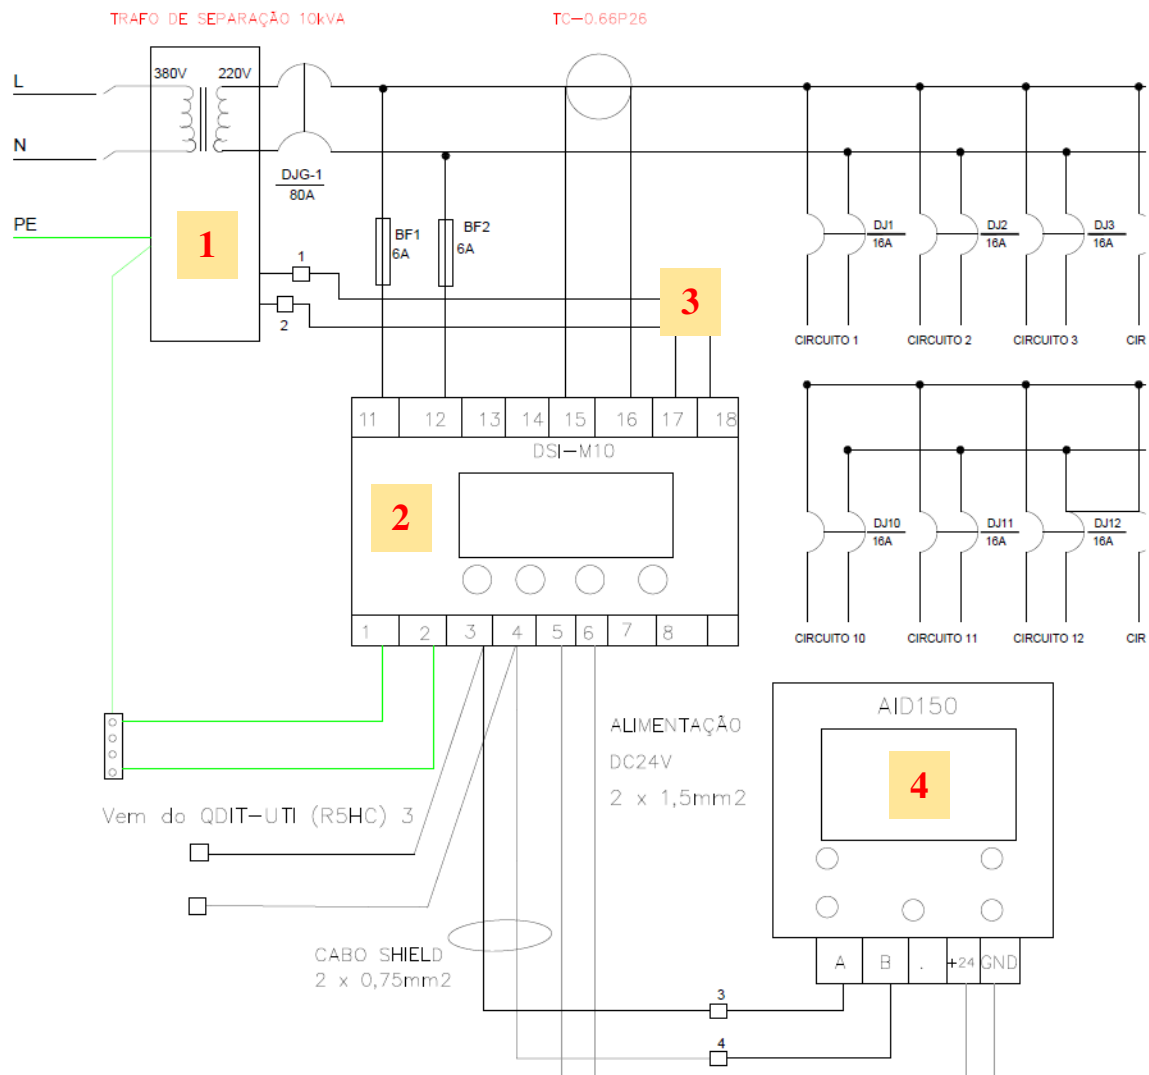 TRAFO DE SEPARAÇÃO 10kVA
TC-0.66P26
380V
220V
L
N
DJG-1
80A
PE
1
BF1
6A
BF2
6A
1
2
3
DJ1
16A
DJ2
16A
DJ3
16A
CIRCUITO 1
CIRCUITO 2
CIRCUITO 3
CIR
11
12
13
14
15
16
17
18
DSI-M10
2
DJ10
16A
DJ11
16A
DJ12
16A
1
2
3
4
5
6
7
8
CIRCUITO 10
CIRCUITO 11
CIRCUITO 12
CIR
ALIMENTAÇÃO
DC24V
2 x 1,5mm2
AID150
4
Vem do QDIT-UTI (R5HC) 3
CABO SHIELD
2 x 0,75mm2
A
B
.
+24
GND
3
4